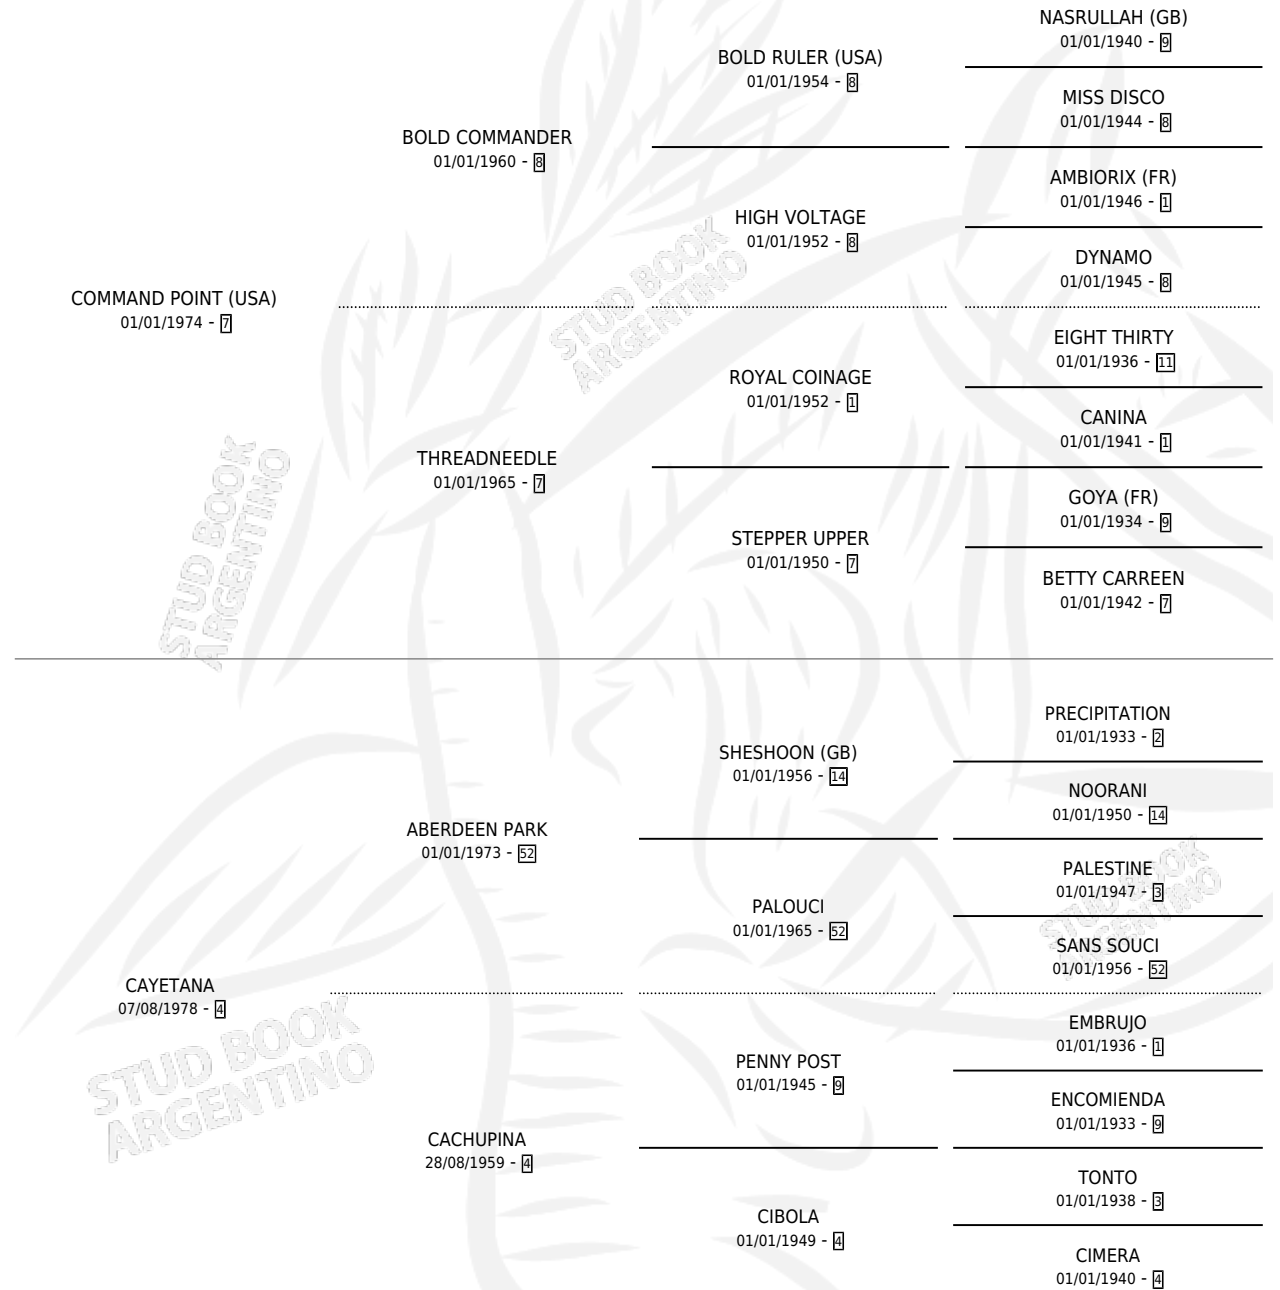 NASRULLAH (GB)
01/01/1940 - 9
BOLD RULER (USA)
01/01/1954 - 8
MISS DISCO
01/01/1944 - 8
BOLD COMMANDER
01/01/1960 - 8
AMBIORIX (FR)
01/01/1946 - 1
HIGH VOLTAGE
01/01/1952 - 8
DYNAMO
01/01/1945 - 8
COMMAND POINT (USA)
01/01/1974 - 7
EIGHT THIRTY
01/01/1936 - 11
ROYAL COINAGE
01/01/1952 - 1
CANINA
01/01/1941 - 1
THREADNEEDLE
01/01/1965 - 7
GOYA (FR)
01/01/1934 - 9
STEPPER UPPER
01/01/1950 - 7
BETTY CARREEN
01/01/1942 - 7
PRECIPITATION
01/01/1933 - 2
SHESHOON (GB)
01/01/1956 - 14
NOORANI
01/01/1950 - 14
ABERDEEN PARK
01/01/1973 - 52
PALESTINE
01/01/1947 - 3
PALOUCI
01/01/1965 - 52
SANS SOUCI
01/01/1956 - 52
CAYETANA
07/08/1978 - 4
EMBRUJO
01/01/1936 - 1
PENNY POST
01/01/1945 - 9
ENCOMIENDA
01/01/1933 - 9
CACHUPINA
28/08/1959 - 4
TONTO
01/01/1938 - 3
CIBOLA
01/01/1949 - 4
CIMERA
01/01/1940 - 4
STUD BOOK
ARGENTINO
STUD BOOK
ARGENTINO
STUD BOOK
ARGENTINO
STUD BOOK
ARGENTINO